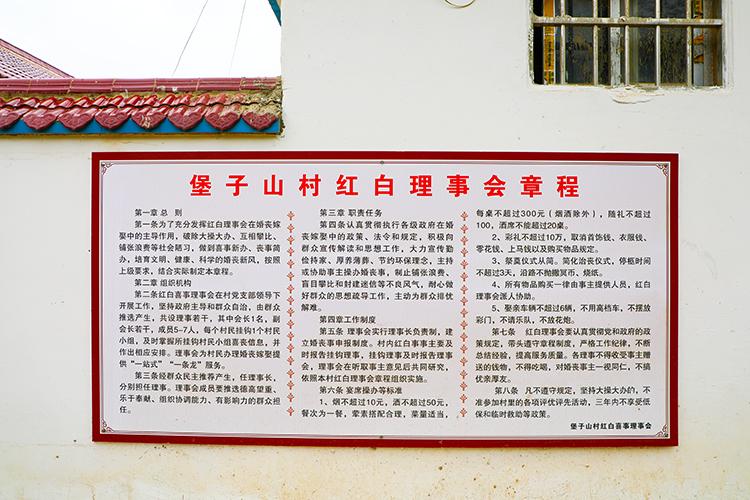 堡子山村红白理事会章程
第一章 总 则
第一条为了充分发挥红白理事会在婚丧
嫁娶中的主导作用，破除大操大办、互相攀比、
铺张浪费等社会陋习，做到喜事新办、丧事简
办，培育文明、健康、科学的婚丧新风，按照
上级要求，结合实际制定本章程。
第二章 组织机构
第二条红白喜事理事会在村党支部领导下
开展工作，坚持政府主导和群众自治，由群众
推选产生，共设理事若干，其中会长1名，副
会长若干，成员5-7人，每个村民挂钩1个村民
小组，及时掌握所挂钩村民小组喜丧信息，并
作出相应安排。理事会为村民办理婚丧嫁娶提
供“一站式”“一条龙”服务。
第三条经群众民主推荐产生，任理事长，
分别担任理事。理事会成员要推选德高望重、
乐于奉献、组织协调能力、有影响力的群众担
任。
第三章 职责任务
第四条认真贯彻执行各级政府在婚
丧嫁娶中的政策、法令和规定，积极向
群众宣传解读和思想工作，大力宣传勤
俭持家、厚养薄葬、节约环保理念，主持
或协助事主操办婚丧事，制止铺张浪费、
盲目攀比和封建迷信等不良风气，耐心做
好群众的思想疏导工作，主动为群众排忧
解难。
第四章工作制度
第五条 理事会实行理事长负责制，建
立婚丧事申报制度。村内红白事事主要及
时报告挂钩理事，挂钩理事及时报告理事
会，理事会在听取事主意见后共同研究，
依照本村红白理事会章程组织实施。
第六条 宴席操办等标准
1、烟不超过10元，酒不超过50元，
餐次为一餐，荤素搭配合理，菜量适当，
每桌不超过300元（烟酒除外），随礼不超过
100，酒席不能超过20桌。
2、彩礼不超过10万，取消首饰钱、衣服钱、
零花钱、上马钱以及购买物品规定。
3、祭奠仪式从简。简化治丧仪式，停柩时间
不超过3天，沿路不抛撒冥币、烧纸。
4、所有物品购买一律由事主提供人员，红白
理事会派人协助。
5、娶亲车辆不超过6辆，不用高档车，不摆放
彩门，不请乐队，不放花炮。
第七条 红白理事会要认真贯彻党和政府的政
策规定，带头遵守章程制度，严格工作纪律，不断
总结经验，提高服务质量。各理事不得收受事主赠
送的钱物，不得吃喝，对婚丧事主一视同仁，不搞
优亲厚友。
第八条 凡不遵守规定，坚持大操大办的，不
准参加村里的各项评优评先活动，三年内不享受低
保和临时救助等政策。
堡子山村红白喜事理事会